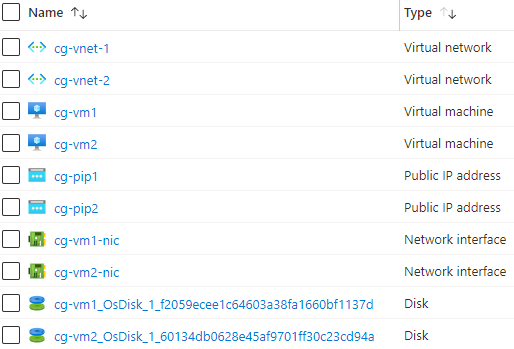 Name ↑↓ Type ↑↓
cg-vnet-1 Virtual network
cg-vnet-2 Virtual network
cg-vm1 Virtual machine
cg-vm2 Virtual machine
cg-pip1 Public IP address
cg-pip2 Public IP address
cg-vm1-nic Network interface
cg-vm2-nic Network interface
cg-vm1_OsDisk_1_f2059ecee1c64603a38fa1660bf1137d Disk
cg-vm2_OsDisk_1_60134db0628e45af9701ff30c23cd94a Disk